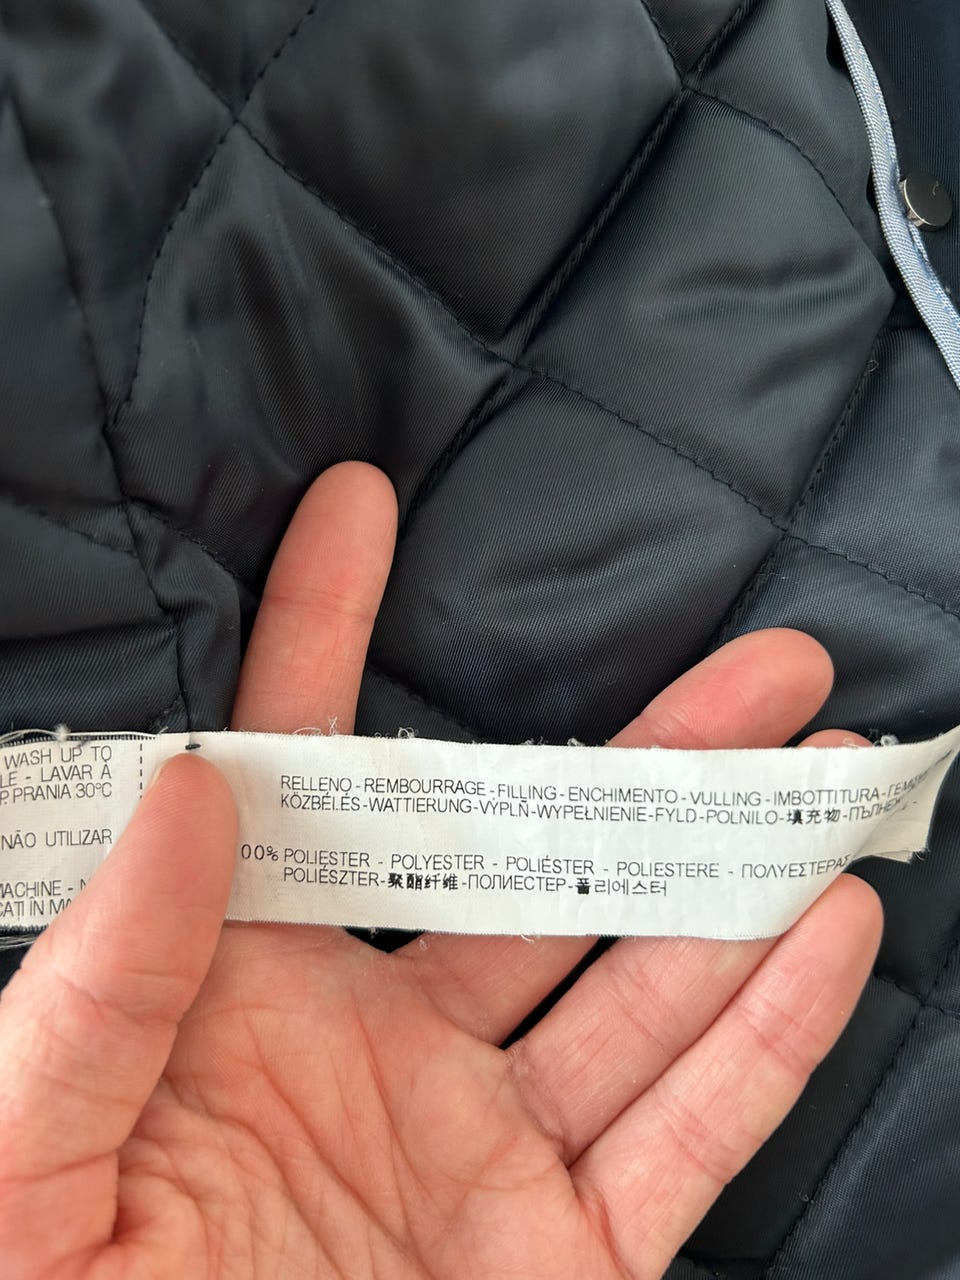 WASH UP TO
LE - LAVAR A
PRANIA 30°C
NÃO UTILIZAR
MACHINE -
CATI IN
RELLENO - REMBOURRAGE - FILLING - ENCHIMENTO - VULLING - IMBOTTITURA -
KÖZBÉLÉS - WATTIERUNG - VÝPLŇ - WYPEŁNIENIE - FYLD - POLNILO - 填充物 -
00% POLIESTER - POLYESTER - POLIÉSTER - POLIESTERE - ΠΟΛΥΕΣΤΕΡΑΣ
POLIÉSZTER - 聚酯纤维 - ПОЛИЕСТЕР - 폴리에스터